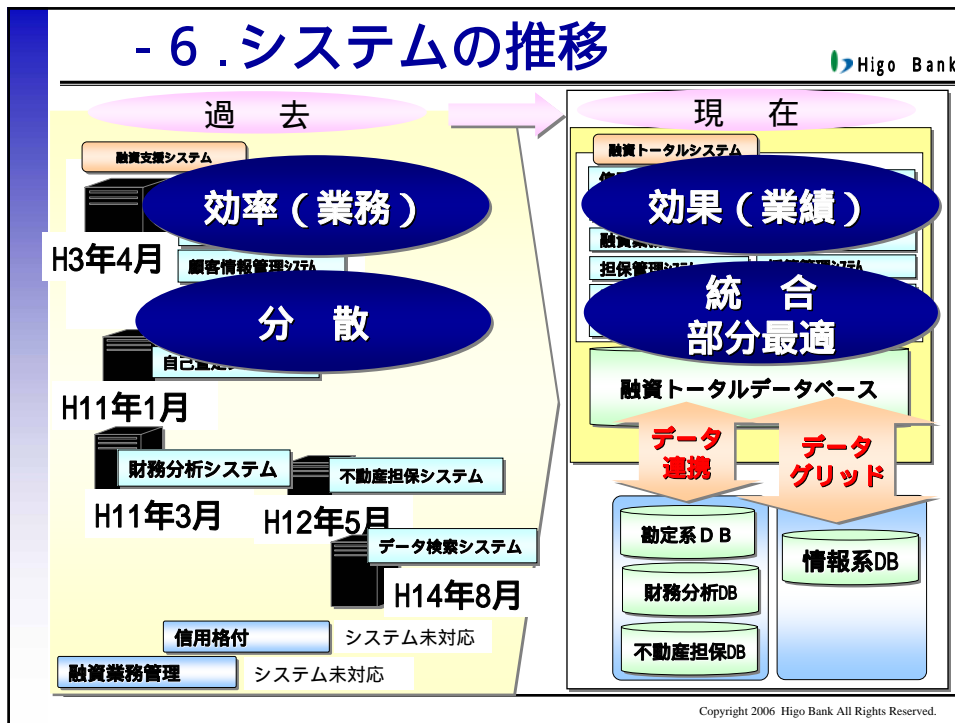 -６.システムの推移
Higo Bank
過 去
現 在
融資支援システム
効率（業務）
H3年4月
顧客情報管理ｼｽﾃﾑ
分 散
H11年1月
財務分析システム
H11年3月
不動産担保システム
H12年5月
データ検索システム
H14年8月
信用格付
システム未対応
融資業務管理
システム未対応
融資トータルシステム
効果（業績）
担保管理ｼｽﾃﾑ
統 合
部分最適
融資トータルデータベース
データ
連携
データ
グリッド
勘定系ＤＢ
財務分析DB
不動産担保DB
情報系DB
Copyright 2006 Higo Bank All Rights Reserved.